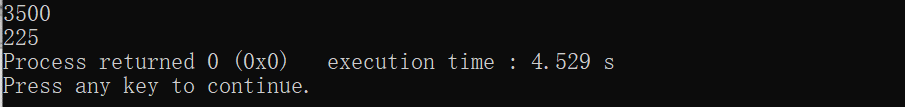 3500
225
Process returned 0 (0x0)   execution time : 4.529 s
Press any key to continue.